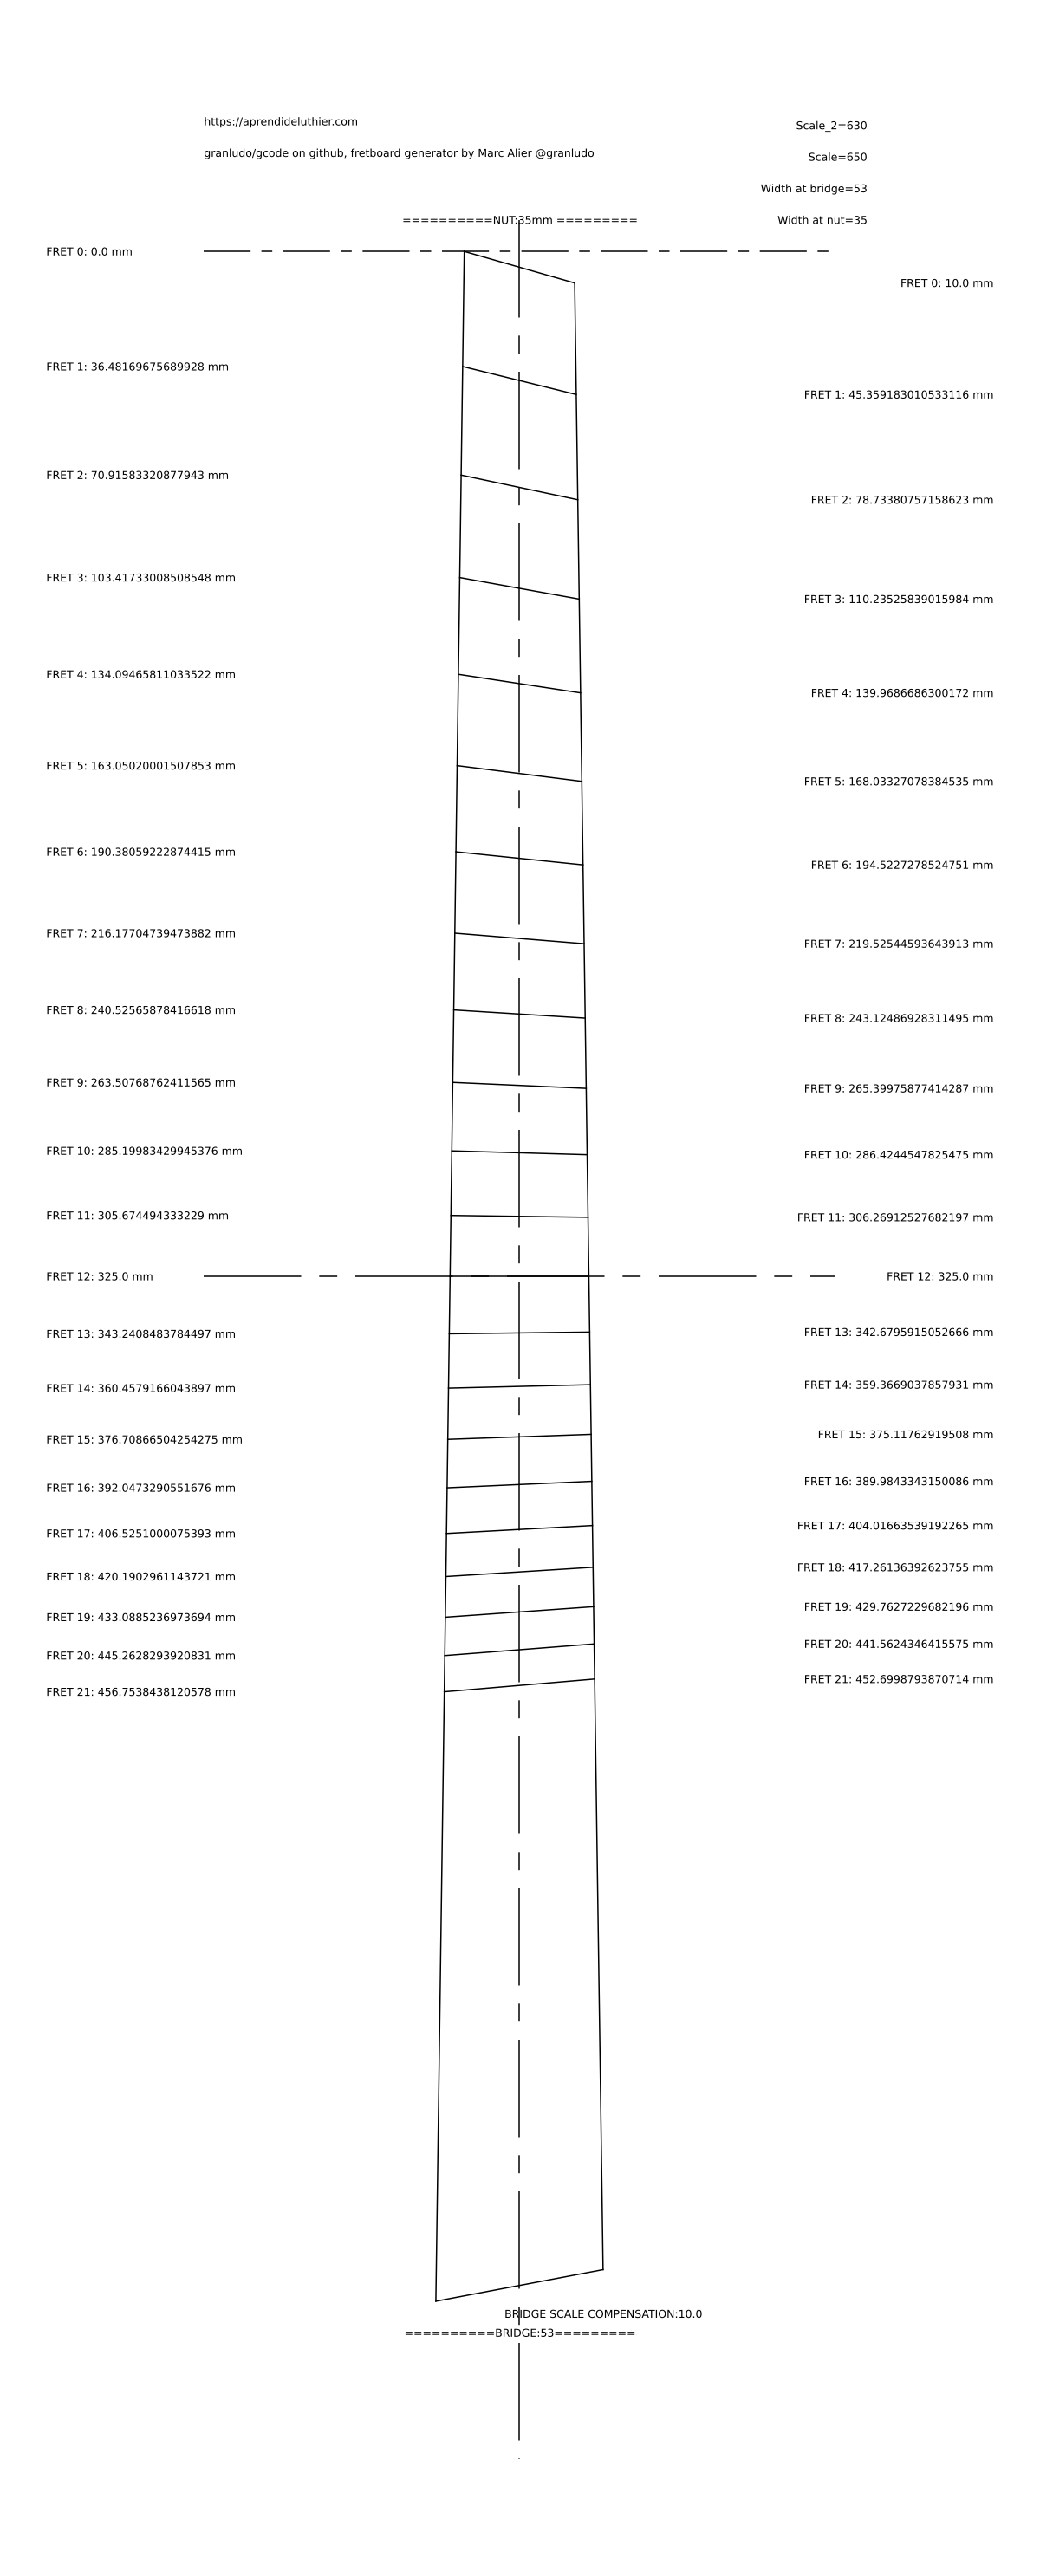 https://aprendideluthier.com
Scale_2=630
granludo/gcode on github, fretboard generator by Marc Alier @granludo
Scale=650
Width at bridge=53
==========NUT:35mm =========
Width at nut=35
FRET 0: 0.0 mm
FRET 0: 10.0 mm
FRET 1: 36.48169675689928 mm
FRET 1: 45.359183010533116 mm
FRET 2: 70.91583320877943 mm
FRET 2: 78.73380757158623 mm
FRET 3: 103.41733008508548 mm
FRET 3: 110.23525839015984 mm
FRET 4: 134.09465811033522 mm
FRET 4: 139.9686686300172 mm
FRET 5: 163.05020001507853 mm
FRET 5: 168.03327078384535 mm
FRET 6: 190.38059222874415 mm
FRET 6: 194.5227278524751 mm
FRET 7: 216.17704739473882 mm
FRET 7: 219.52544593643913 mm
FRET 8: 240.52565878416618 mm
FRET 8: 243.12486928311495 mm
FRET 9: 263.50768762411565 mm
FRET 9: 265.39975877414287 mm
FRET 10: 285.19983429945376 mm
FRET 10: 286.4244547825475 mm
FRET 11: 305.674494333229 mm
FRET 11: 306.26912527682197 mm
FRET 12: 325.0 mm
FRET 12: 325.0 mm
FRET 13: 343.2408483784497 mm
FRET 13: 342.6795915052666 mm
FRET 14: 360.4579166043897 mm
FRET 14: 359.3669037857931 mm
FRET 15: 376.70866504254275 mm
FRET 15: 375.11762919508 mm
FRET 16: 392.0473290551676 mm
FRET 16: 389.9843343150086 mm
FRET 17: 406.5251000075393 mm
FRET 17: 404.01663539192265 mm
FRET 18: 420.1902961143721 mm
FRET 18: 417.26136392623755 mm
FRET 19: 433.0885236973694 mm
FRET 19: 429.7627229682196 mm
FRET 20: 445.2628293920831 mm
FRET 20: 441.5624346415575 mm
FRET 21: 456.7538438120578 mm
FRET 21: 452.6998793870714 mm
BRIDGE SCALE COMPENSATION:10.0
==========BRIDGE:53=========